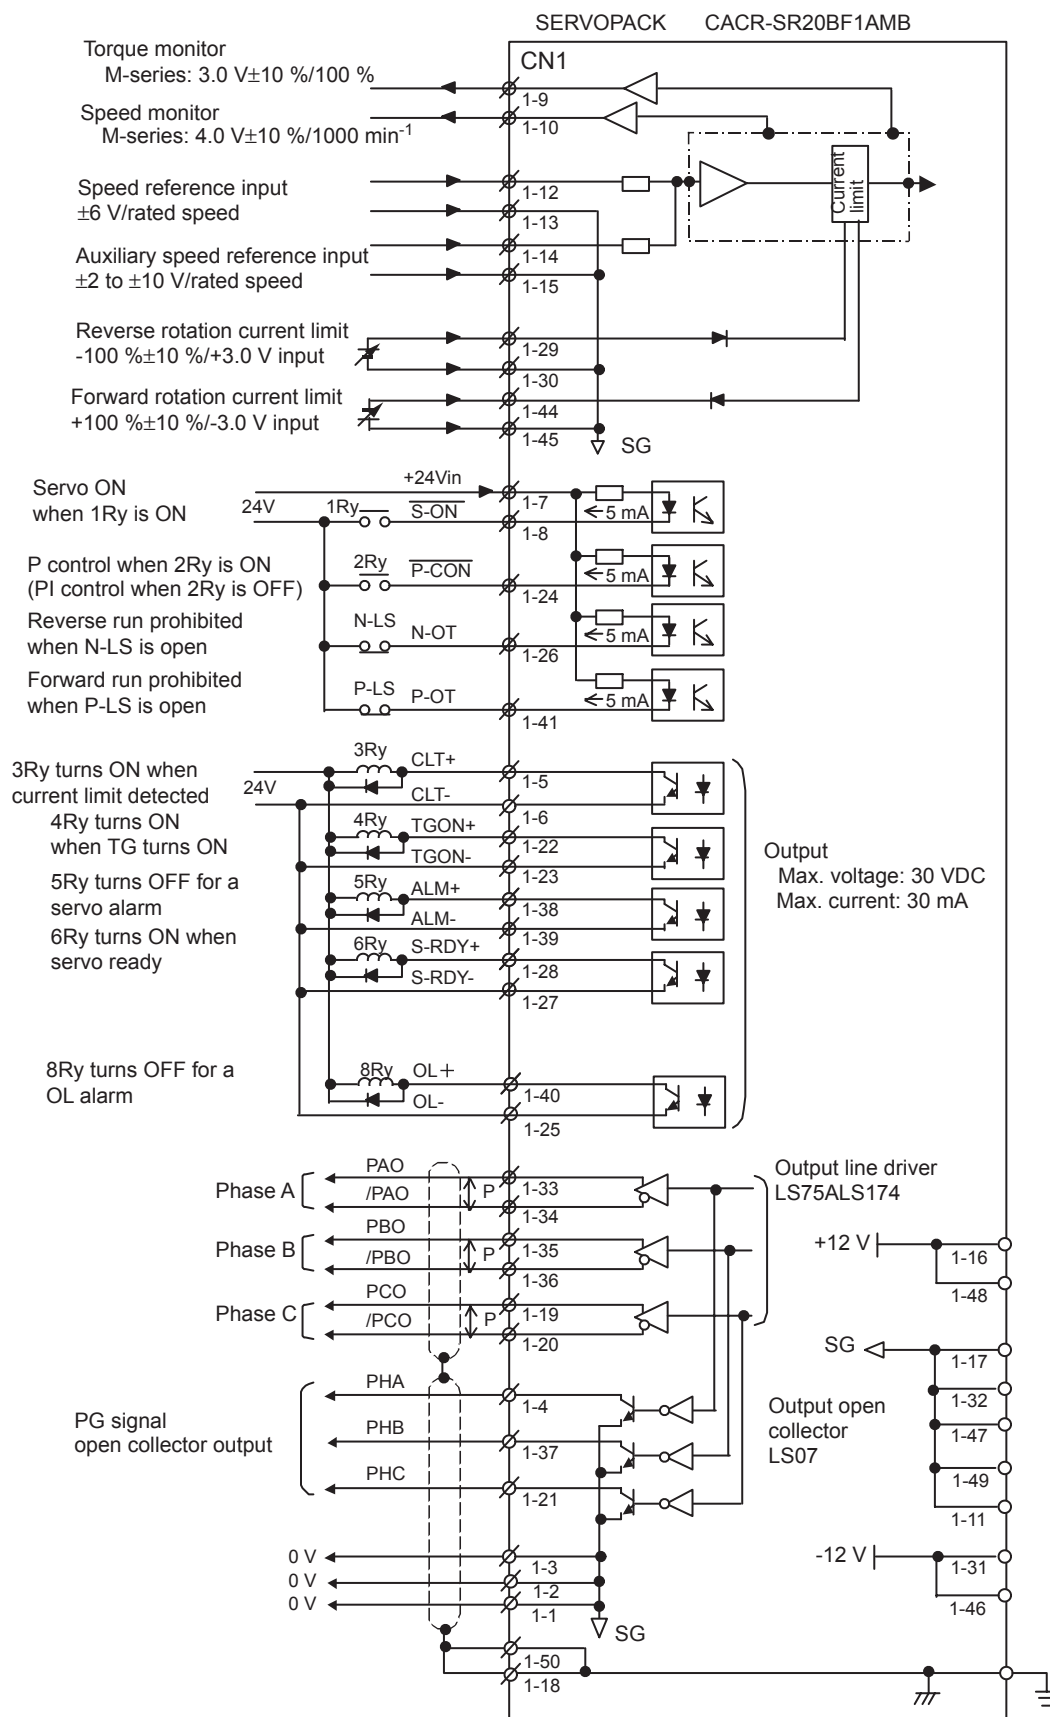 SERVOPACK CACR-SR20BF1AMB
CN1
Torque monitor
M-series: 3.0 V±10 %/100 %
1-9
Speed monitor
M-series: 4.0 V±10 %/1000 min-1
1-10
Speed reference input
±6 V/rated speed
1-12
1-13
Current limit
Auxiliary speed reference input
±2 to ±10 V/rated speed
1-14
1-15
Reverse rotation current limit
-100 %±10 %/+3.0 V input
1-29
1-30
Forward rotation current limit
+100 %±10 %/-3.0 V input
1-44
1-45
SG
Servo ON
when 1Ry is ON
+24Vin
24V
1Ry
S-ON
1-7
1-8
5 mA
P control when 2Ry is ON
(PI control when 2Ry is OFF)
2Ry
P-CON
1-24
5 mA
Reverse run prohibited
when N-LS is open
N-LS
N-OT
1-26
5 mA
Forward run prohibited
when P-LS is open
P-LS
P-OT
1-41
5 mA
3Ry turns ON when
current limit detected
24V
3Ry
CLT+
1-5
CLT-
1-6
4Ry turns ON
when TG turns ON
4Ry
TGON+
1-22
TGON-
1-23
5Ry turns OFF for a
servo alarm
5Ry
ALM+
1-38
ALM-
1-39
6Ry turns ON when
servo ready
6Ry
S-RDY+
1-28
S-RDY-
1-27
Output
Max. voltage: 30 VDC
Max. current: 30 mA
8Ry turns OFF for a
OL alarm
8Ry
OL+
1-40
OL-
1-25
Phase A
PAO
/PAO
P
1-33
1-34
Output line driver
LS75ALS174
Phase B
PBO
/PBO
P
1-35
1-36
Phase C
PCO
/PCO
P
1-19
1-20
+12 V
1-16
1-48
SG
1-17
1-32
1-47
1-49
1-11
PG signal
open collector output
PHA
1-4
PHB
1-37
PHC
1-21
Output open
collector
LS07
-12 V
1-31
1-46
0 V
1-3
0 V
1-2
0 V
1-1
SG
1-50
1-18